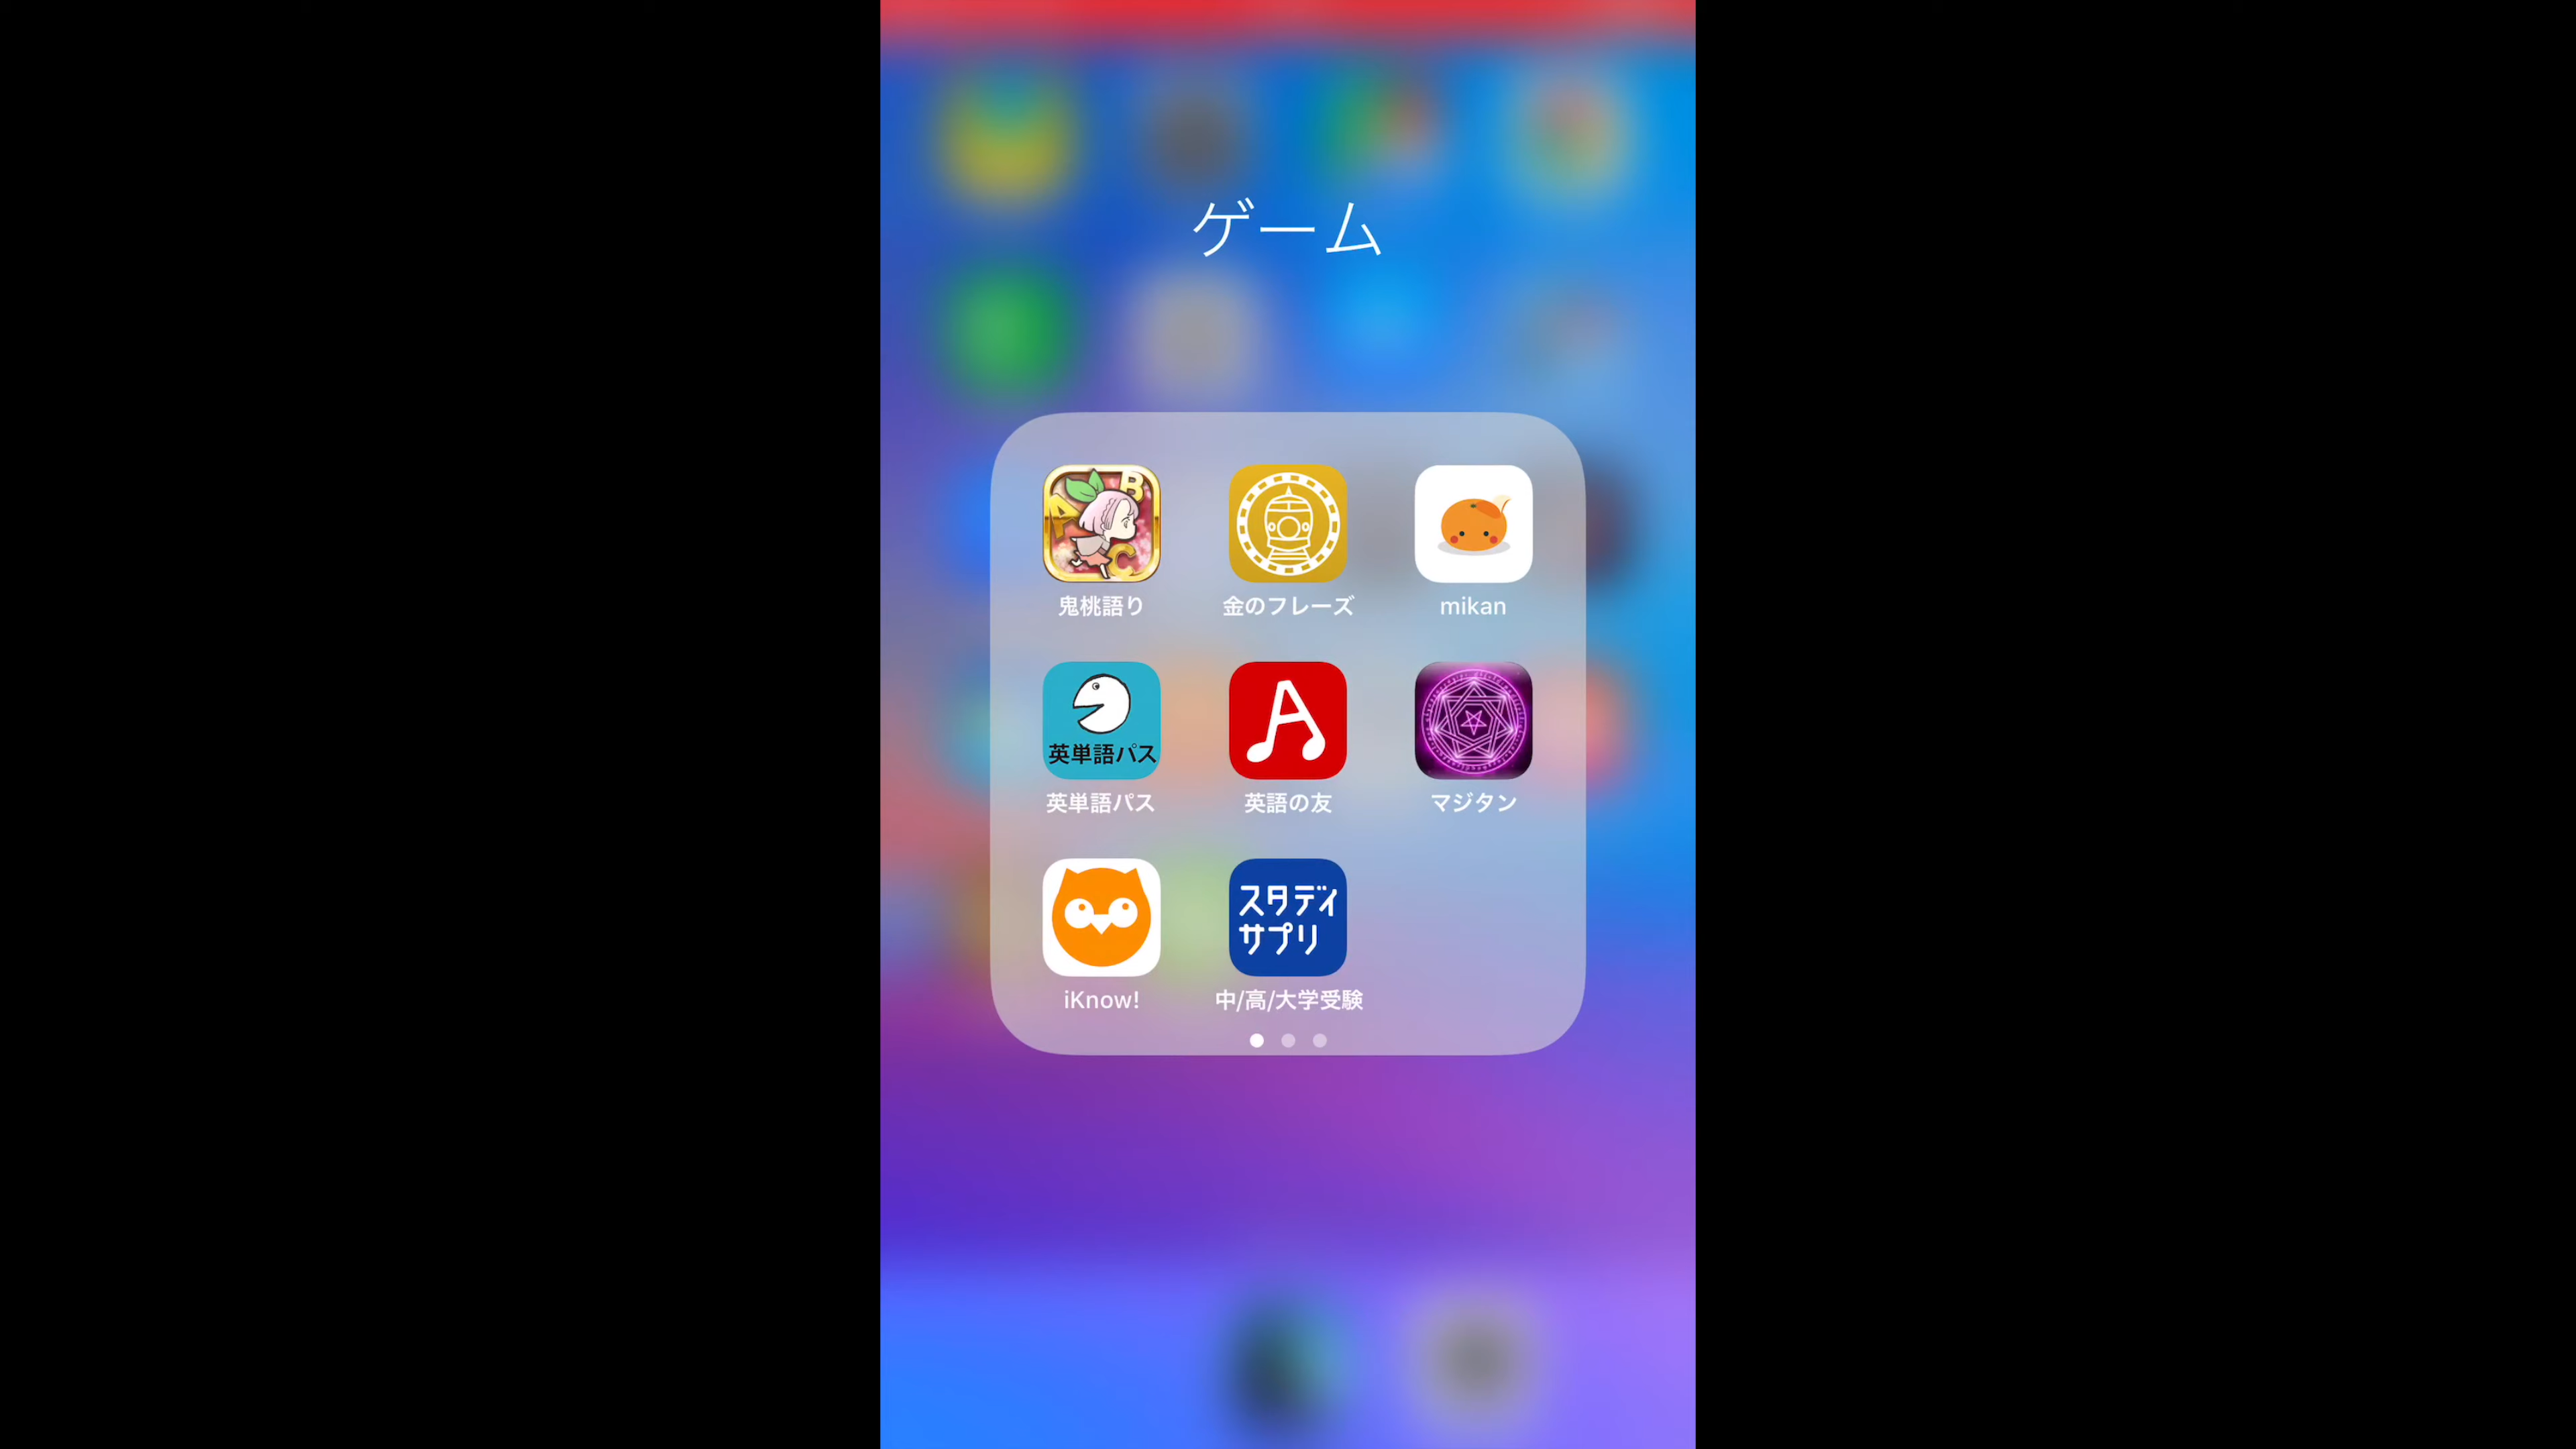 ゲーム
A B C
鬼桃語り
金のフレーズ
mikan
英単語パス
英単語パス
A
英語の友
マジタン
iKnow!
スタディ
サプリ
中/高/大学受験